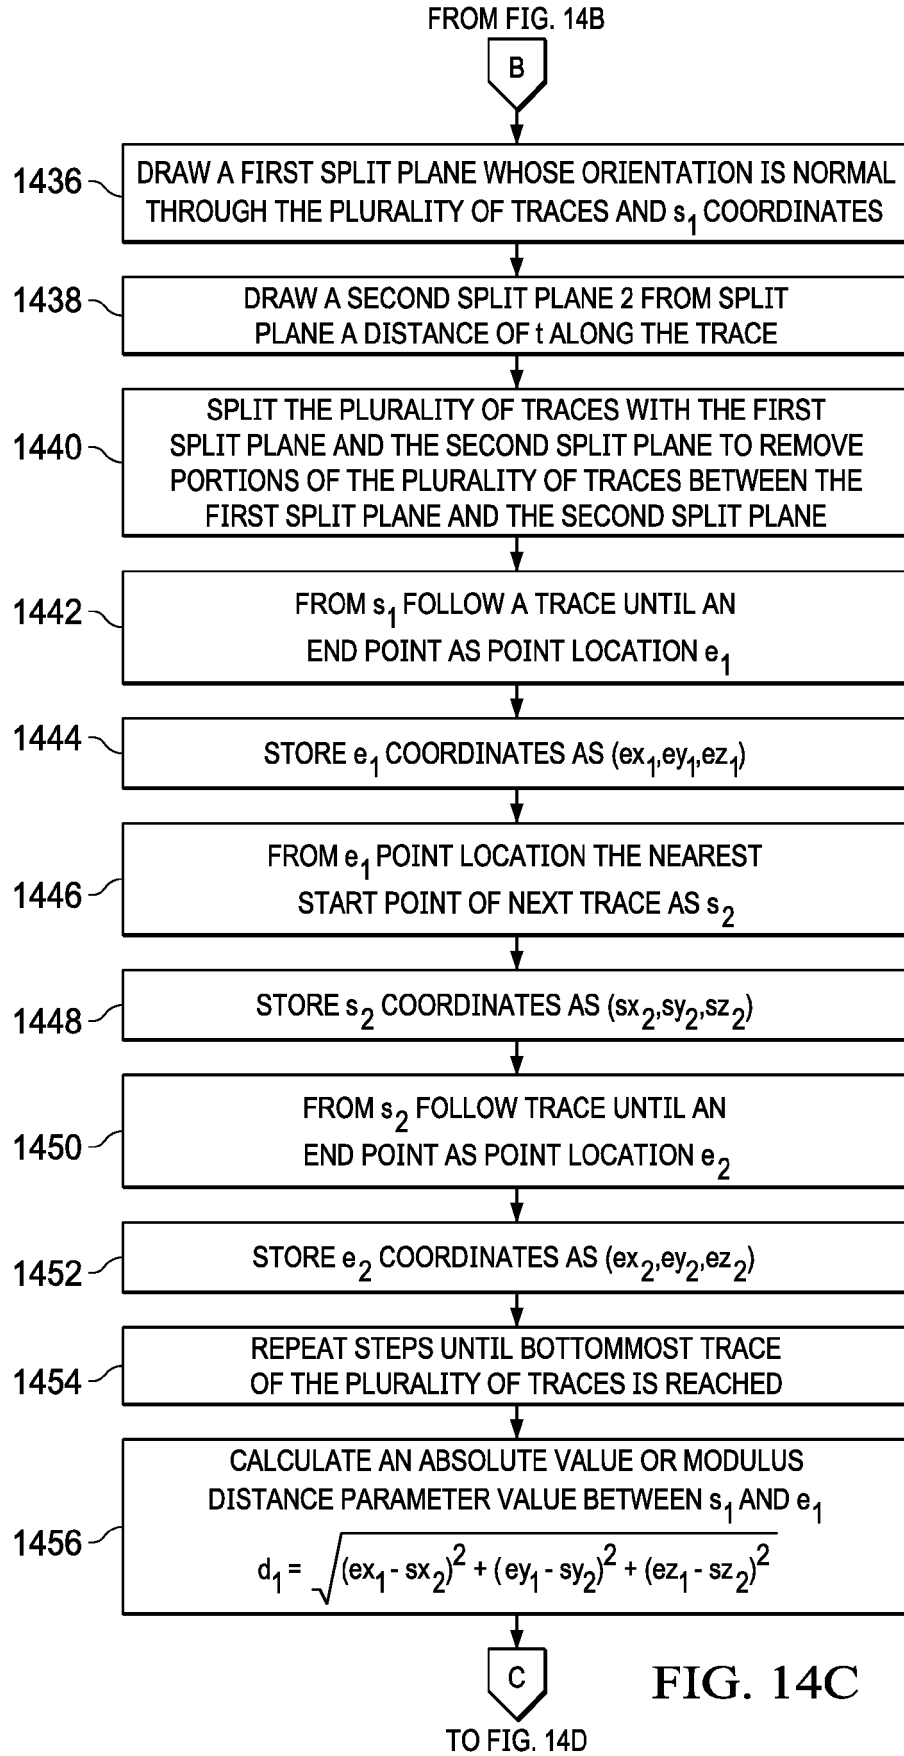 FROM FIG. 14B
B
1436
DRAW A FIRST SPLIT PLANE WHOSE ORIENTATION IS NORMAL
THROUGH THE PLURALITY OF TRACES AND s₁ COORDINATES
1438
DRAW A SECOND SPLIT PLANE 2 FROM SPLIT
PLANE A DISTANCE OF t ALONG THE TRACE
1440
SPLIT THE PLURALITY OF TRACES WITH THE FIRST
SPLIT PLANE AND THE SECOND SPLIT PLANE TO REMOVE
PORTIONS OF THE PLURALITY OF TRACES BETWEEN THE
FIRST SPLIT PLANE AND THE SECOND SPLIT PLANE
1442
FROM s₁ FOLLOW A TRACE UNTIL AN
END POINT AS POINT LOCATION e₁
1444
STORE e₁ COORDINATES AS (ex₁,ey₁,ez₁)
1446
FROM e₁ POINT LOCATION THE NEAREST
START POINT OF NEXT TRACE AS s₂
1448
STORE s₂ COORDINATES AS (sx₂,sy₂,sz₂)
1450
FROM s₂ FOLLOW TRACE UNTIL AN
END POINT AS POINT LOCATION e₂
1452
STORE e₂ COORDINATES AS (ex₂,ey₂,ez₂)
1454
REPEAT STEPS UNTIL BOTTOMMOST TRACE
OF THE PLURALITY OF TRACES IS REACHED
1456
CALCULATE AN ABSOLUTE VALUE OR MODULUS
DISTANCE PARAMETER VALUE BETWEEN s₁ AND e₁
d₁ = √(ex₁ - sx₂)² + (ey₁ - sy₂)² + (ez₁ - sz₂)²
C
FIG. 14C
TO FIG. 14D